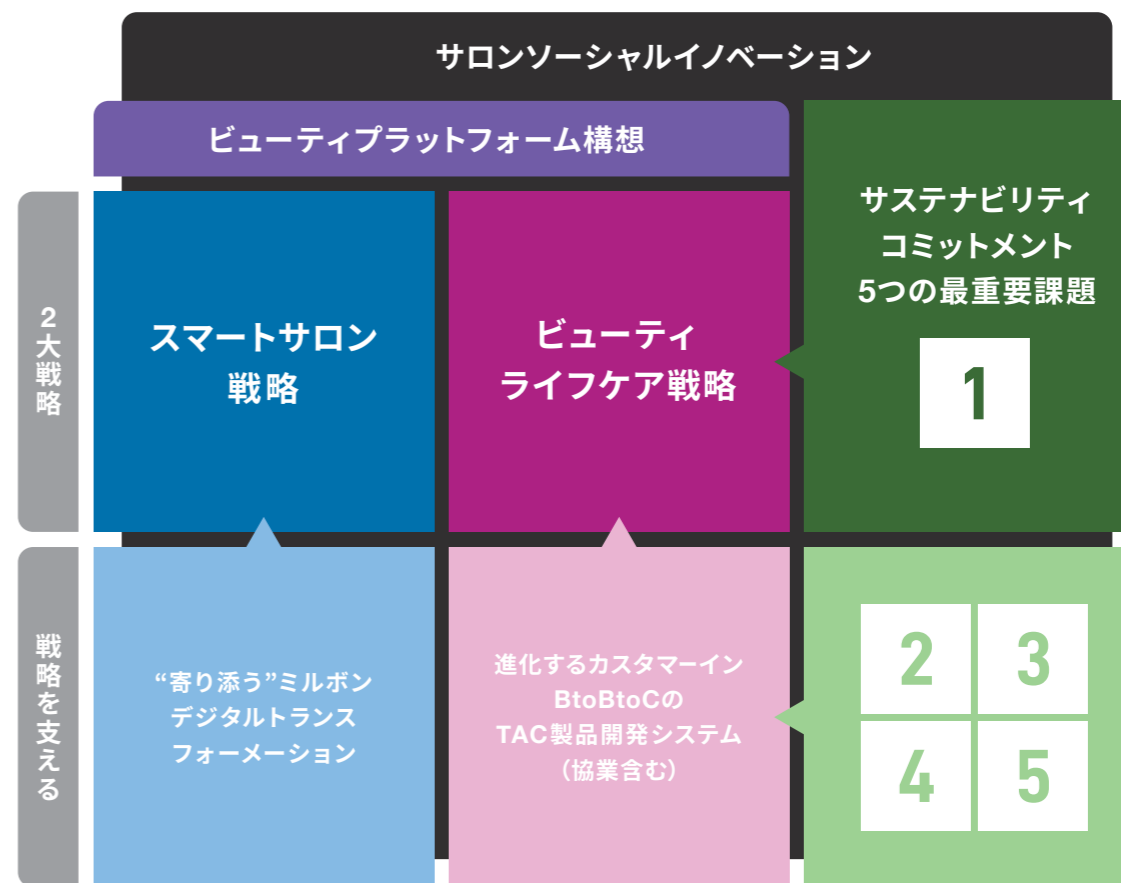 サロンソーシャルイノベーション
ビューティプラットフォーム構想
2大戦略
スマートサロン
戦略
ビューティ
ライフケア戦略
サステナビリティ
コミットメント
5つの最重要課題
1
戦略を支える
“寄り添う”ミルボン
デジタルトランス
フォーメーション
進化するカスタマーイン
BtoBtoCの
TAC製品開発システム
（協業含む）
2 3
4 5